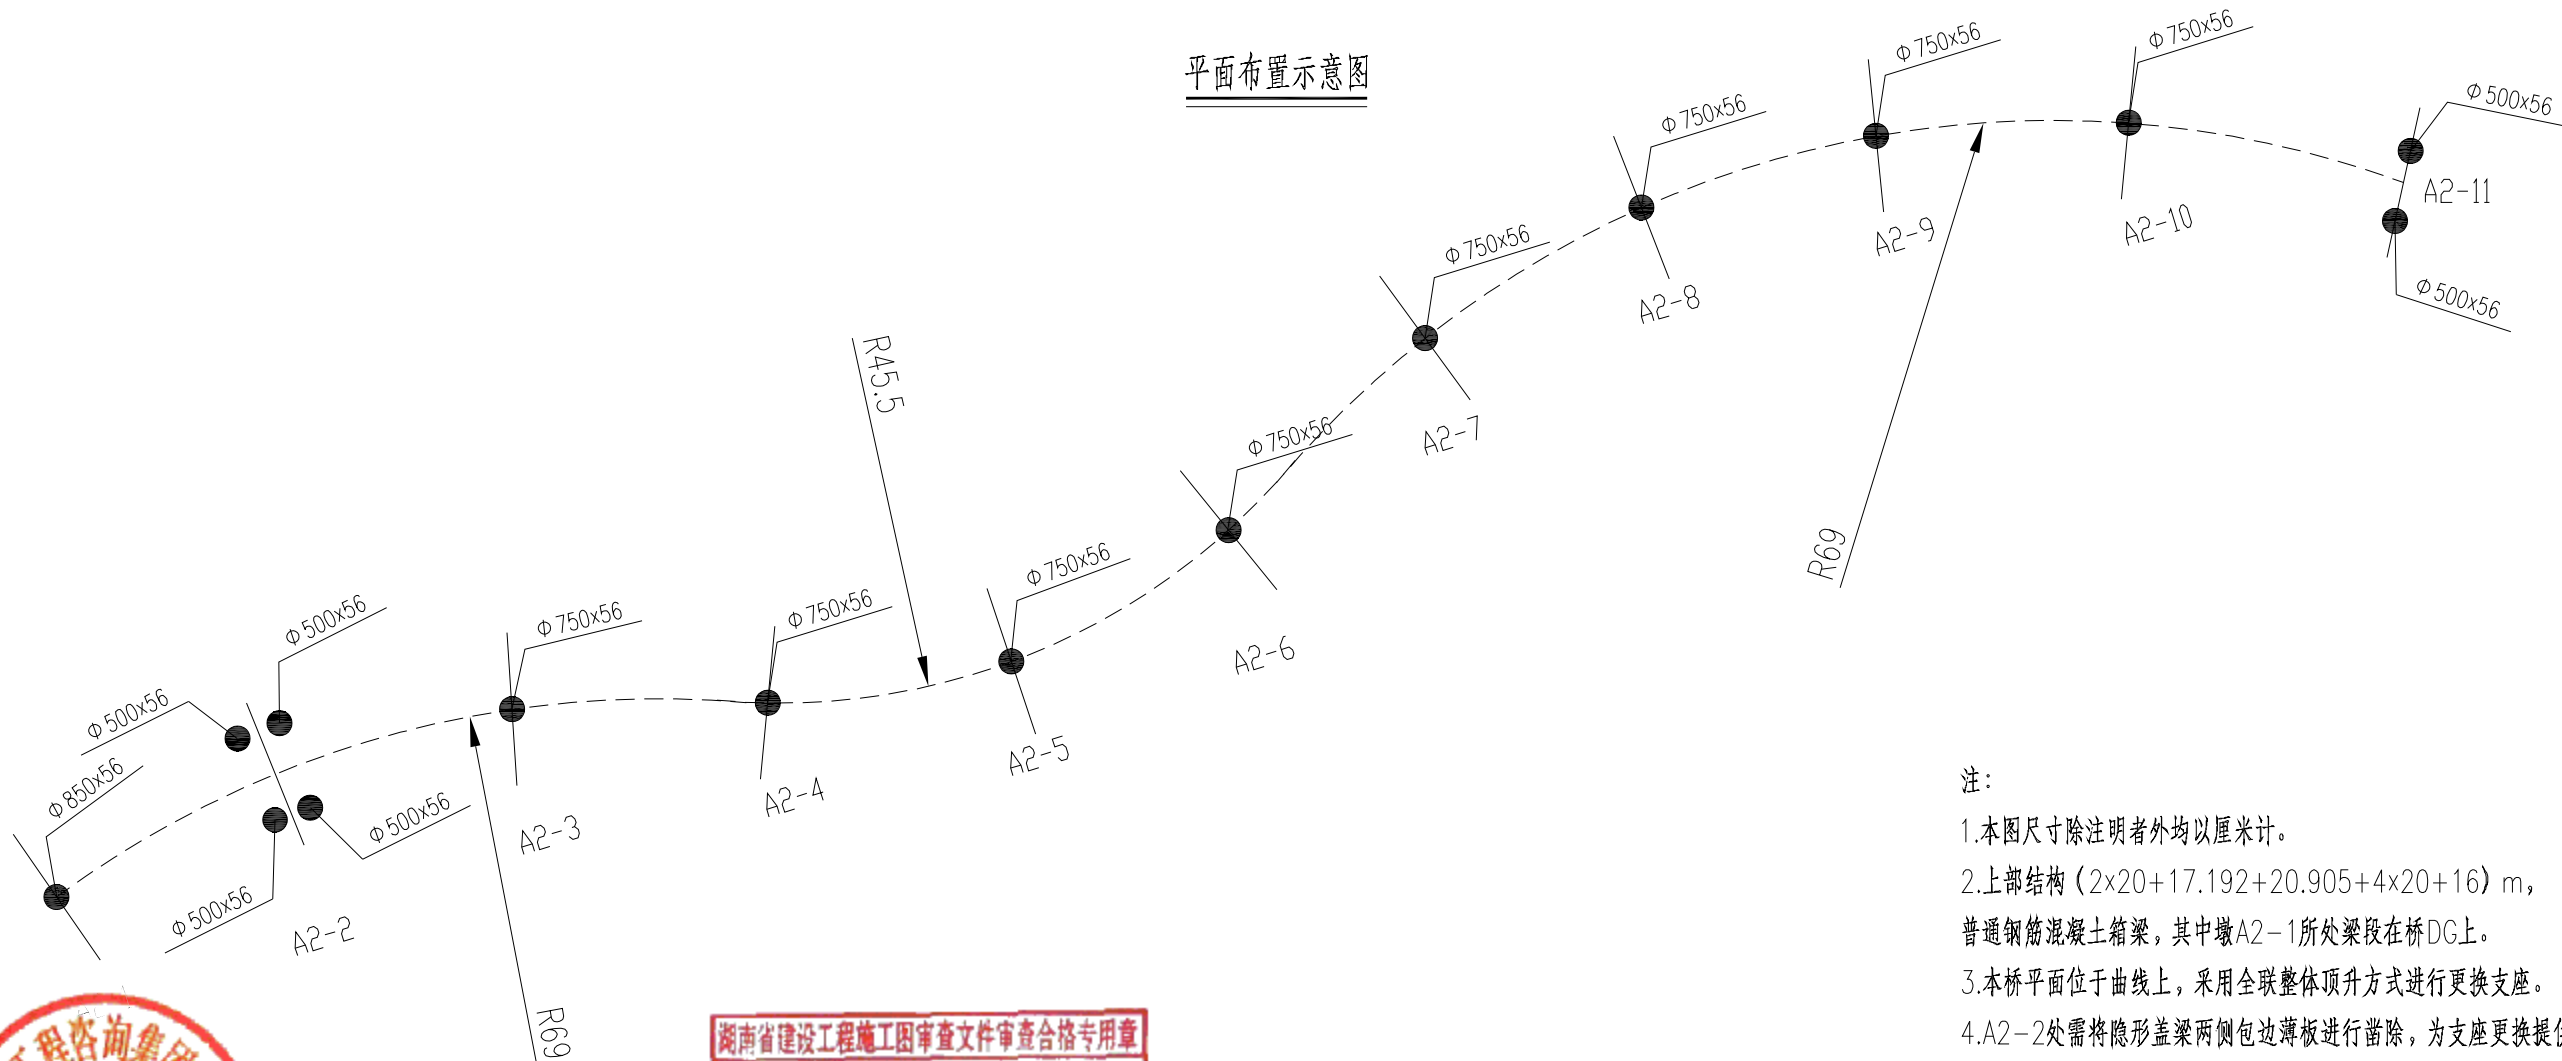 平面布置示意图
Φ750x56
Φ750x56
Φ500x56
Φ750x56
A2-11
A2-10
A2-9
Φ750x56
Φ500x56
A2-8
R45.5
Φ750x56
A2-7
R69
Φ750x56
A2-6
Φ750x56
Φ750x56
Φ500x56
A2-5
Φ500x56
Φ850x56
A2-4
Φ500x56
A2-3
Φ500x56
A2-2
R69
注：
1.本图尺寸除注明者外均以厘米计。
2.上部结构（2x20+17.192+20.905+4x20+16）m，
普通钢筋混凝土箱梁，其中墩A2-1所处梁段在桥DG上。
3.本桥平面位于曲线上，采用全联整体顶升方式进行更换支座。
4.A2-2处需将隐形盖梁两侧包边薄板进行凿除，为支座更换提
工程咨询集团
湖南省建设工程施工图审查文件审查合格专用章